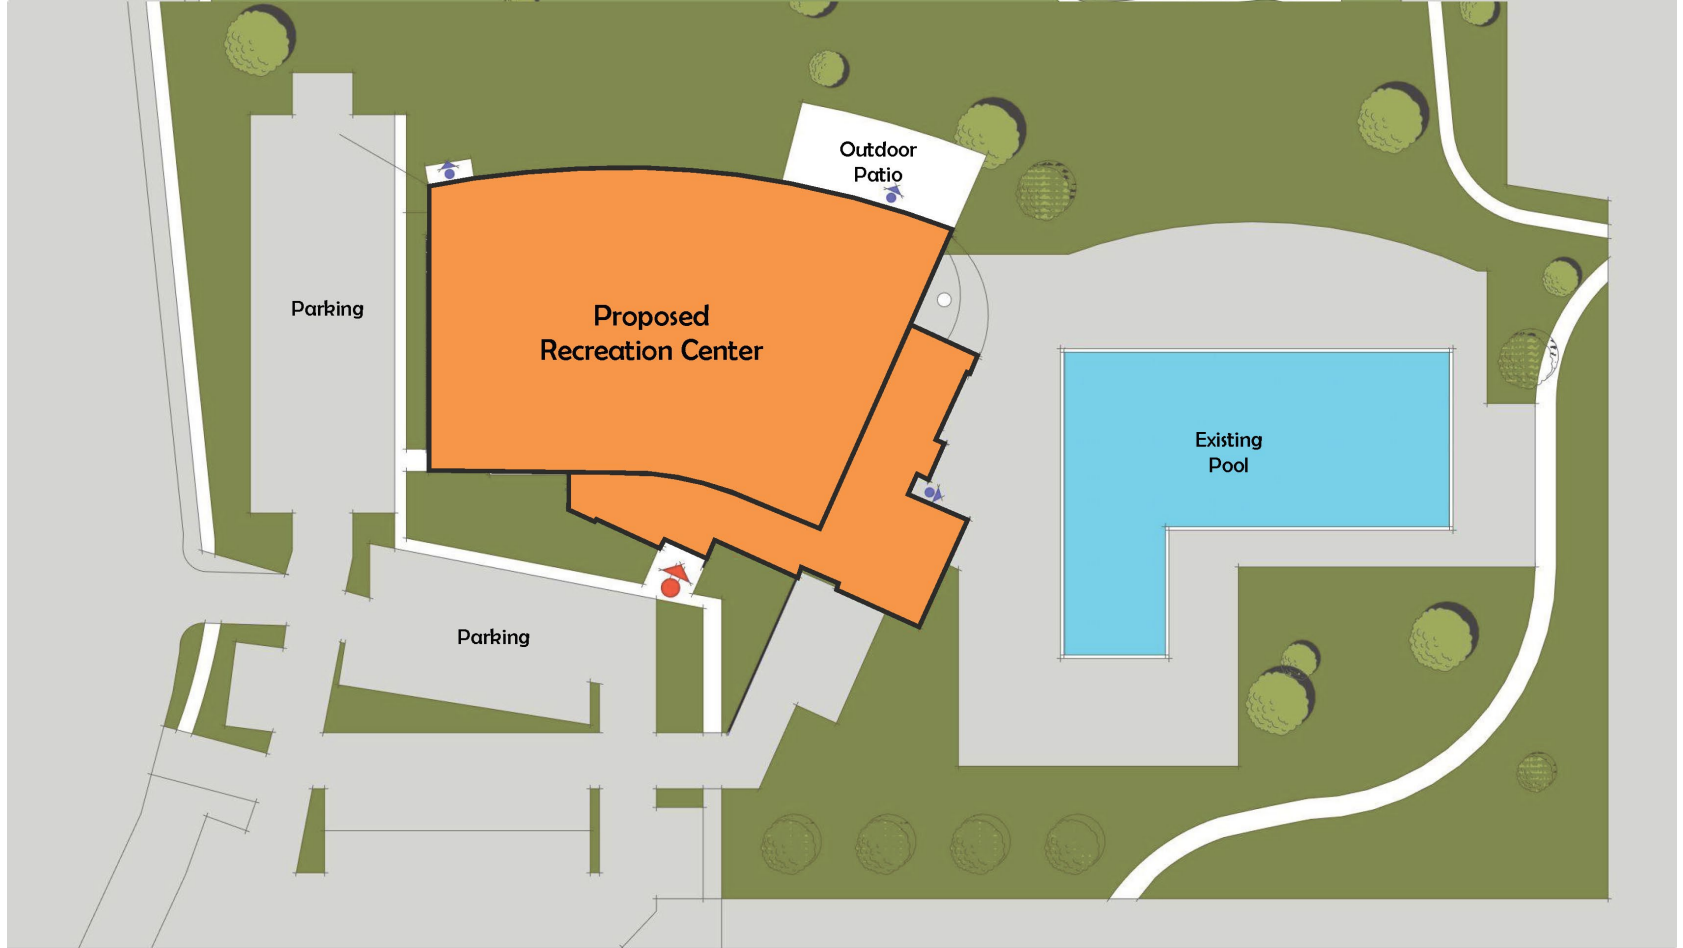 Outdoor
Patio
Parking
Proposed
Recreation Center
Existing
Pool
Parking